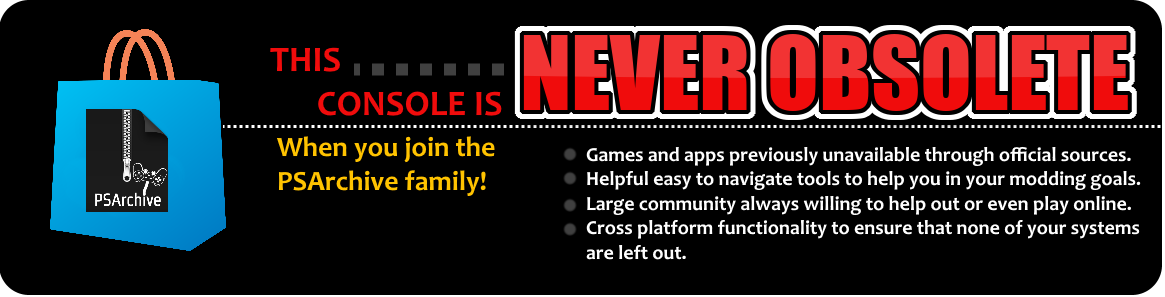 THIS
CONSOLE IS
NEVER OBSOLETE
When you join the
PSArchive family!
PSArchive
Games and apps previously unavailable through official sources.
Helpful easy to navigate tools to help you in your modding goals.
Large community always willing to help out or even play online.
Cross platform functionality to ensure that none of your systems
are left out.